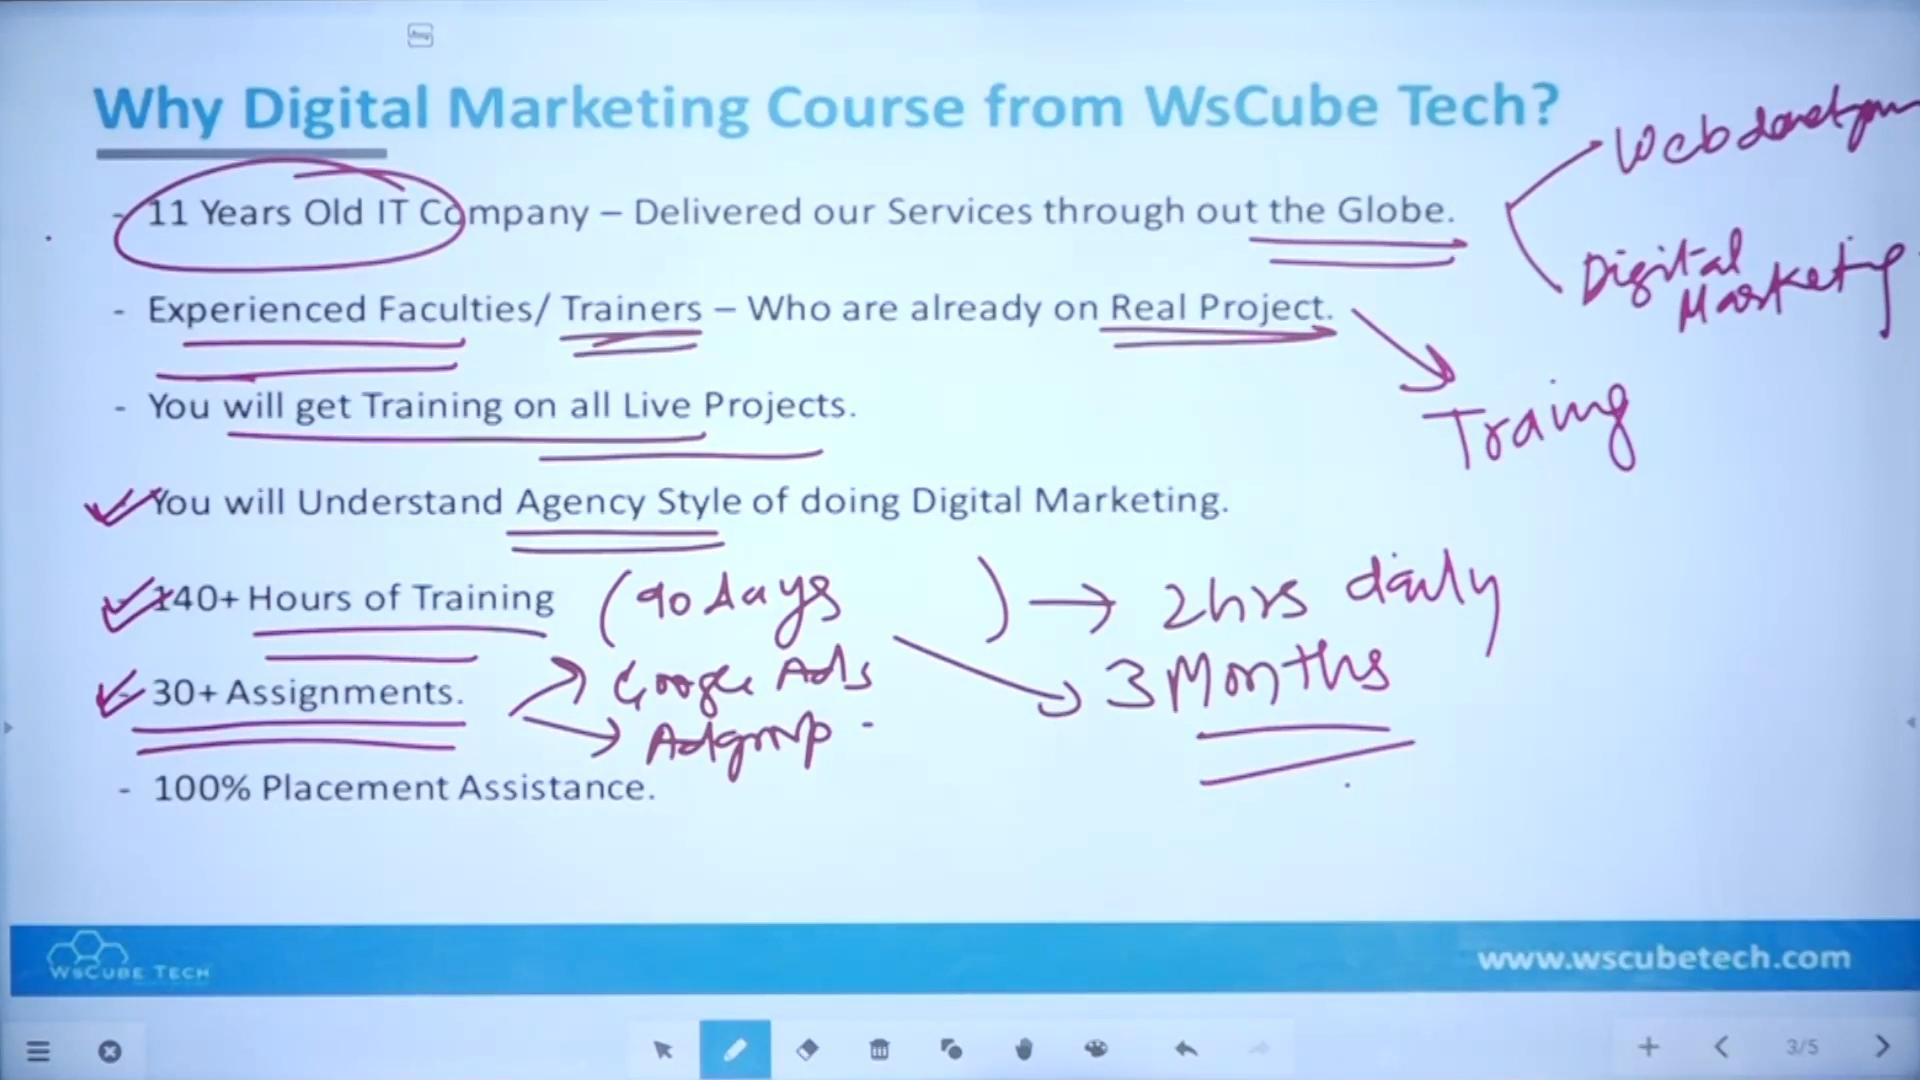 Why Digital Marketing Course from WsCube Tech?
- 11 Years Old IT Company – Delivered our Services through out the Globe.
Digital
Marketing
- Experienced Faculties/ Trainers – Who are already on Real Project.
Traing
- You will get Training on all Live Projects.
You will Understand Agency Style of doing Digital Marketing.
140+ Hours of Training (90 days ) → 2hrs daily
3 Months
- 30+ Assignments. Google Ads
Adgroup
- 100% Placement Assistance.
WsCube Tech
www.wscubetech.com
3/5